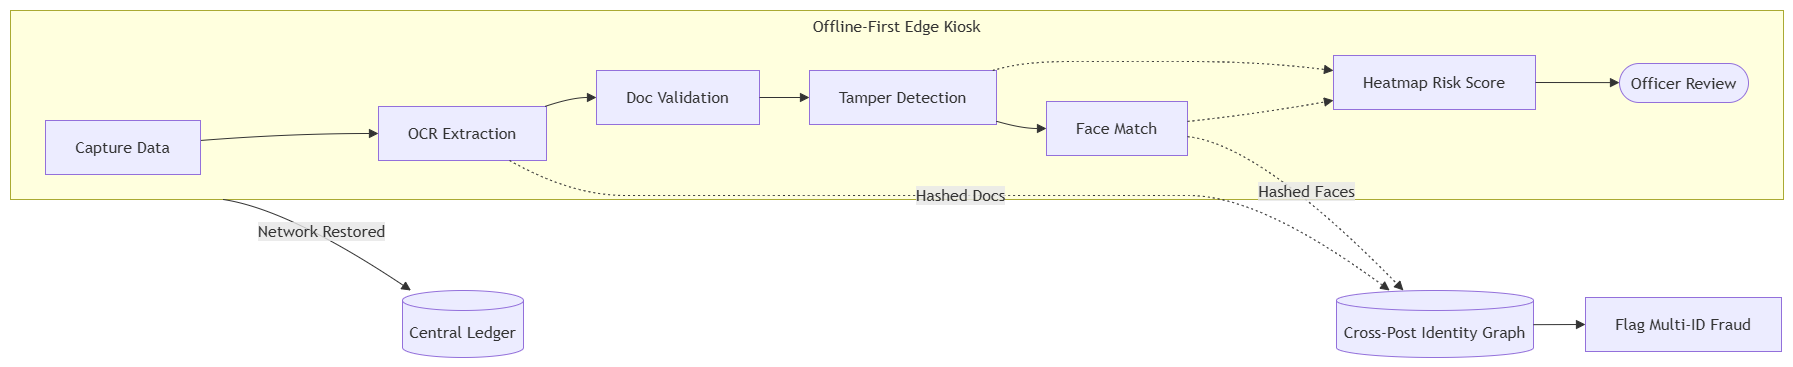 Offline-First Edge Kiosk
Capture Data
OCR Extraction
Doc Validation
Tamper Detection
Face Match
Heatmap Risk Score
Officer Review
Hashed Docs
Hashed Faces
Network Restored
Central Ledger
Cross-Post Identity Graph
Flag Multi-ID Fraud